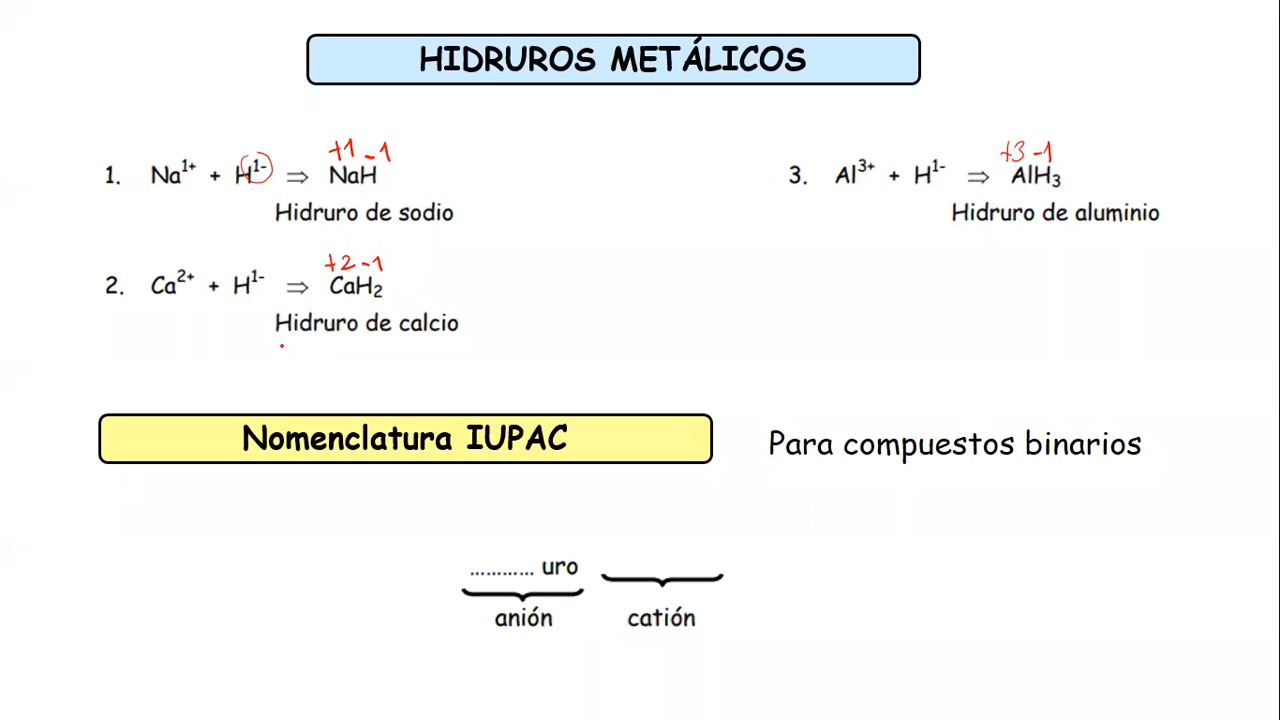 HIDRUROS METÁLICOS
+1 -1
1. Na¹⁺ + H¹⁻ ⇒ NaH
Hidruro de sodio
+2 -1
2. Ca²⁺ + H¹⁻ ⇒ CaH₂
Hidruro de calcio
+3 -1
3. Al³⁺ + H¹⁻ ⇒ AlH₃
Hidruro de aluminio
Nomenclatura IUPAC
Para compuestos binarios
............ uro
anión catión